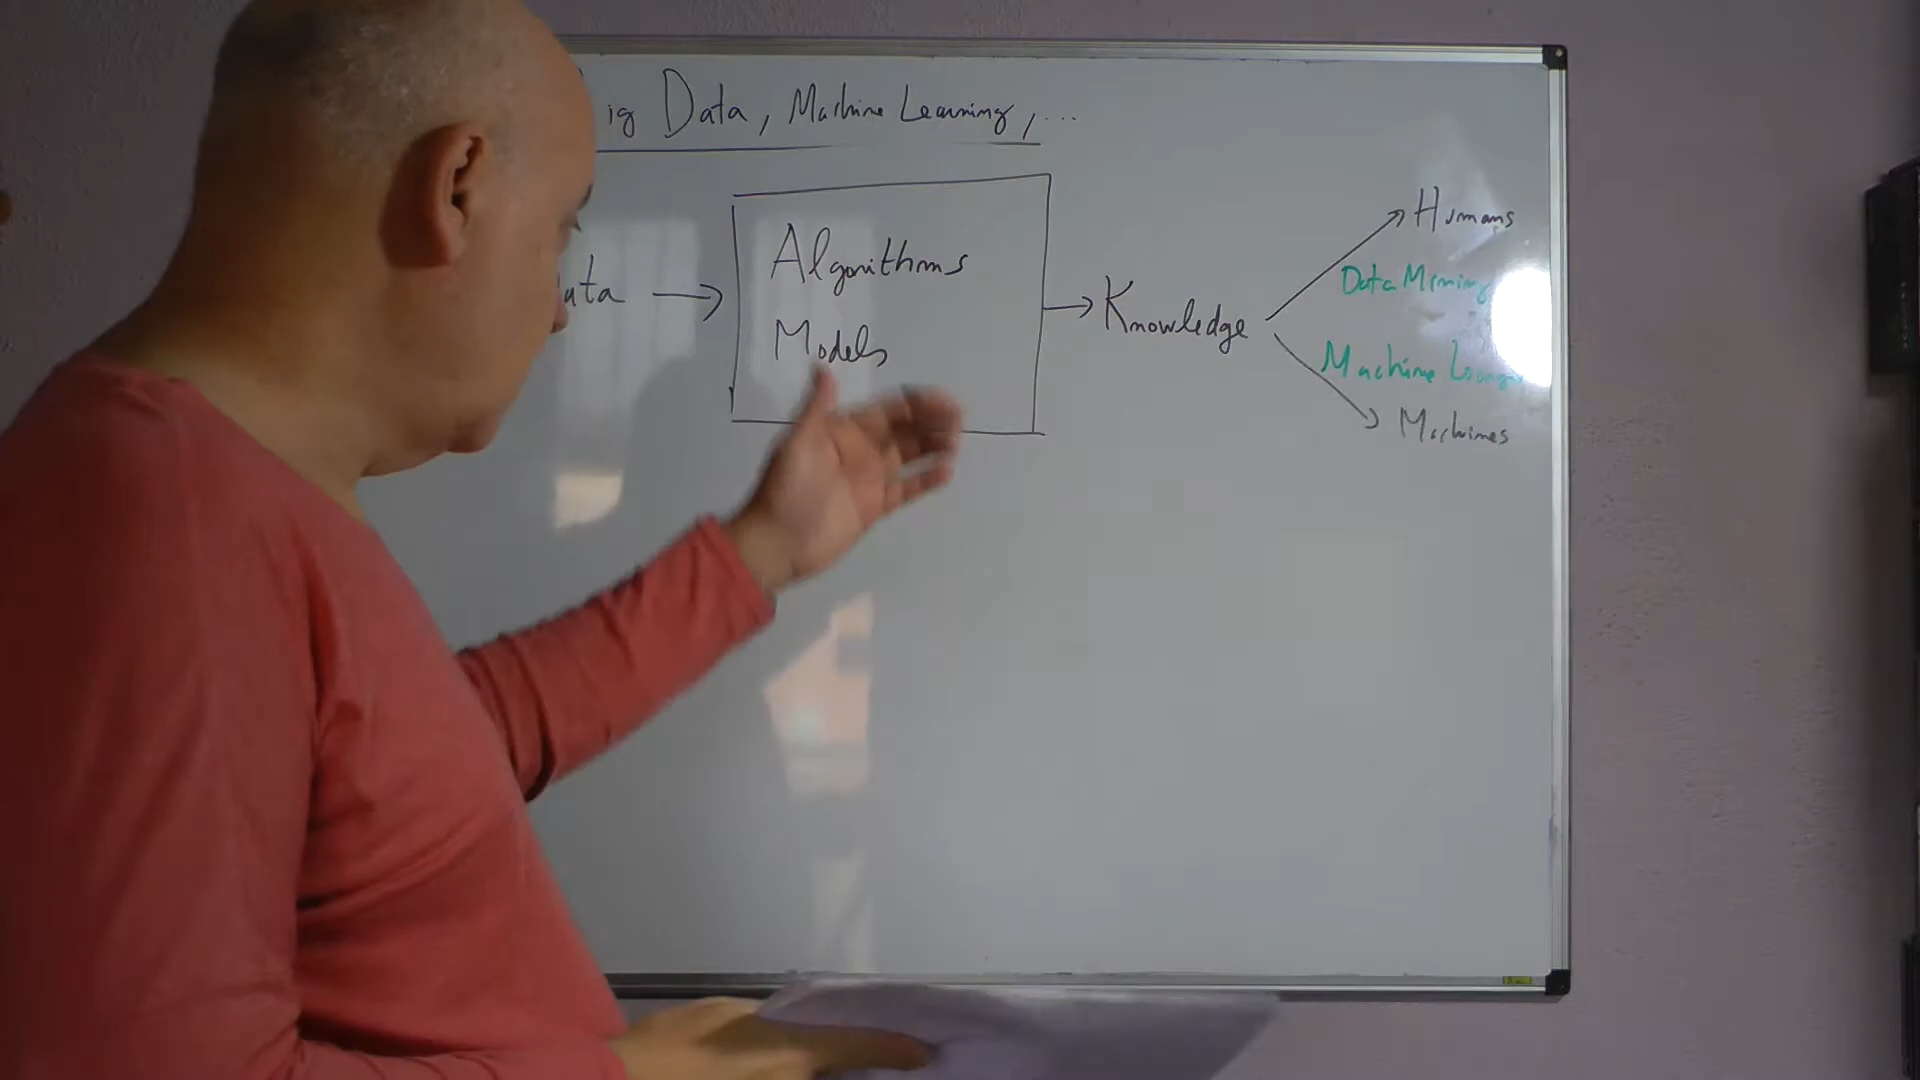 ig Data, Machine Learning, ...
ata → Algorithms
Models
→ Knowledge
Humans
Data Mining
Machine
Machines